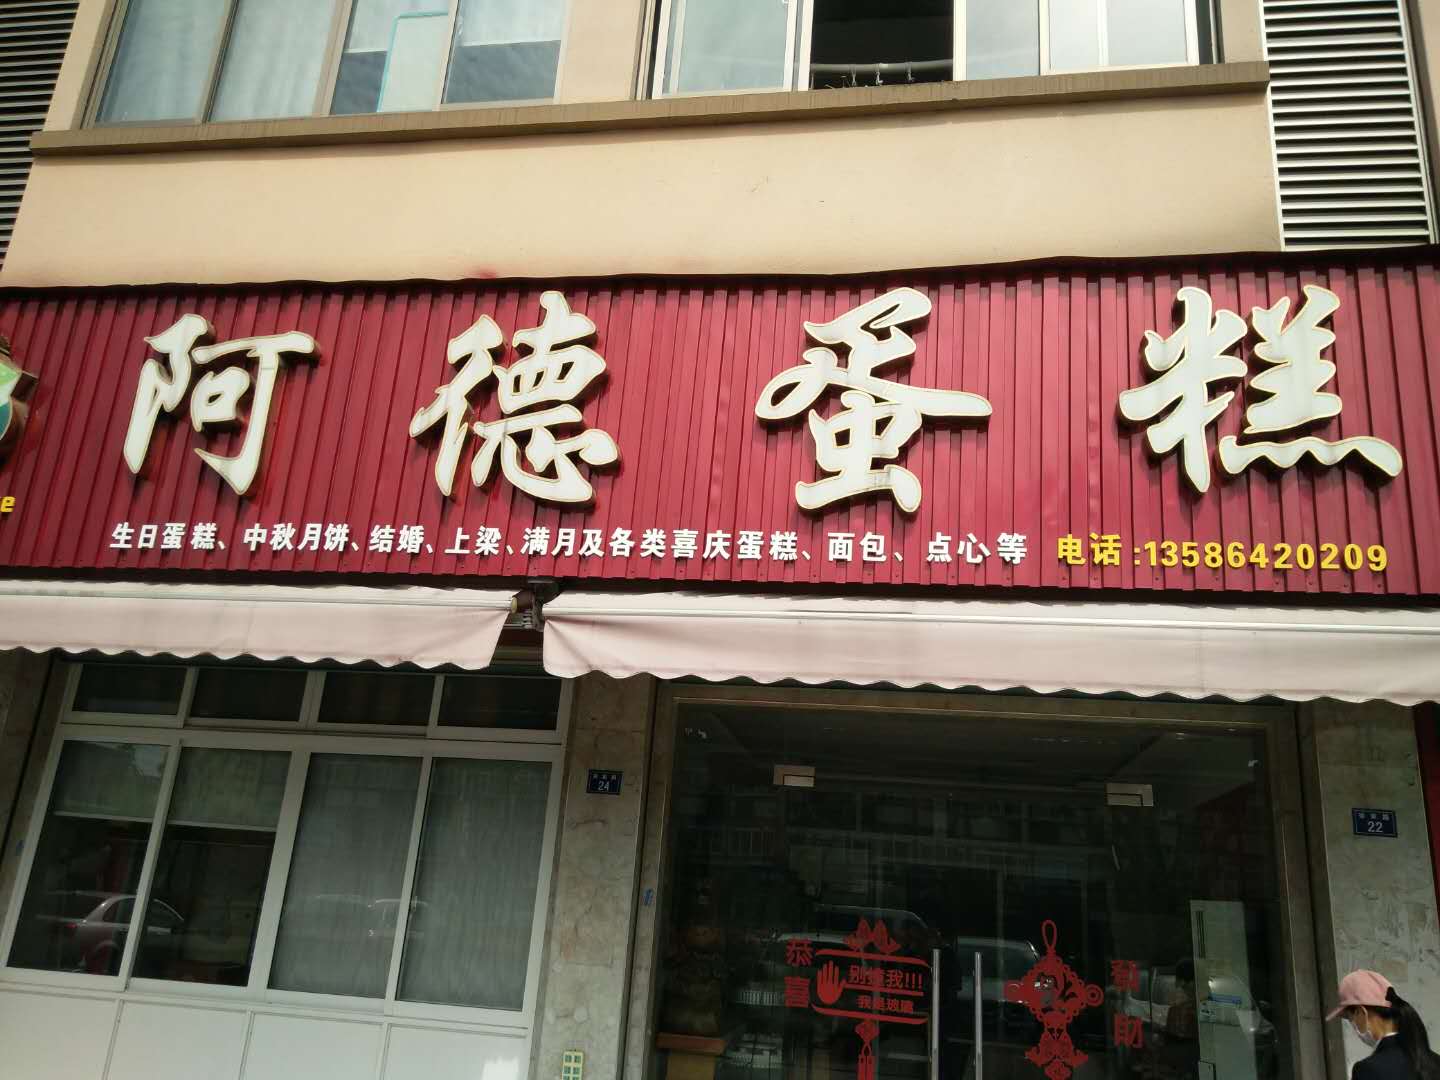 阿德蛋糕
生日蛋糕、中秋月饼、结婚、上梁、满月及各类喜庆蛋糕、面包、点心等 电话:13586420209
24
22
恭喜
别撞我!!!
我是玻璃
發财